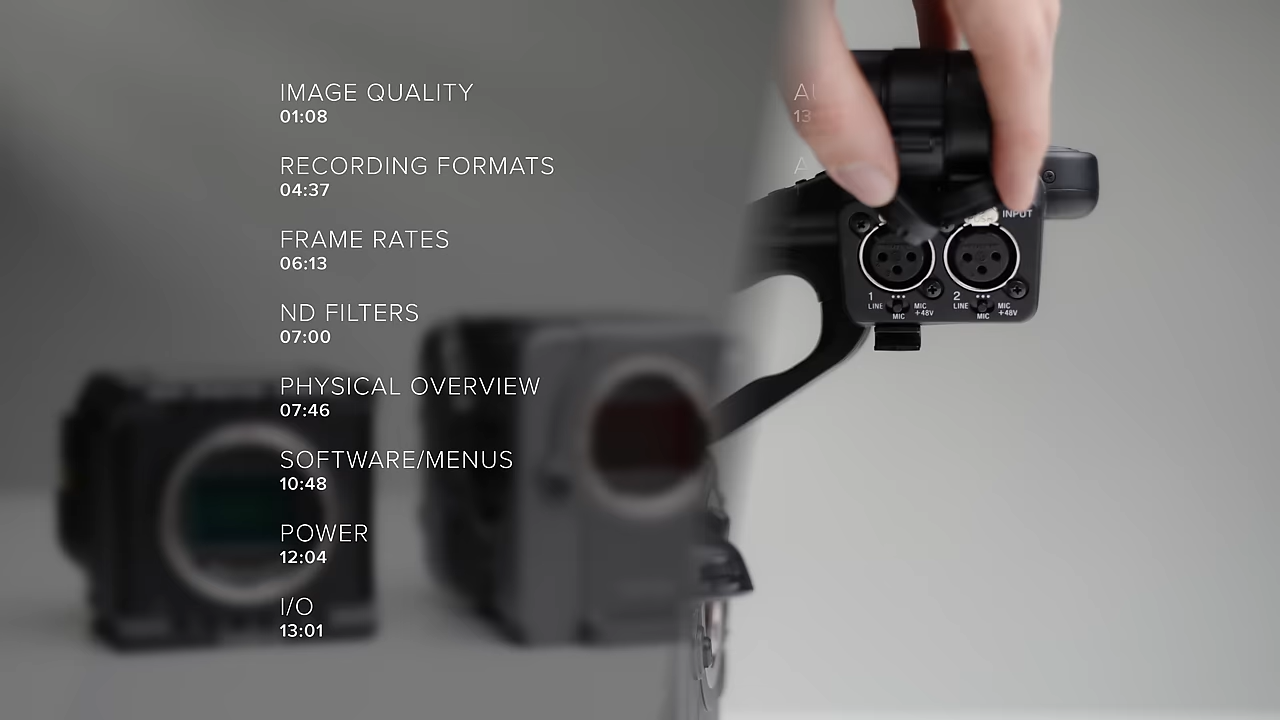 IMAGE QUALITY
01:08
RECORDING FORMATS
04:37
FRAME RATES
06:13
ND FILTERS
07:00
PHYSICAL OVERVIEW
07:46
SOFTWARE/MENUS
10:48
POWER
12:04
I/O
13:01
INPUT
1
LINE
MIC
MIC
+48V
2
LINE
MIC
MIC
+48V